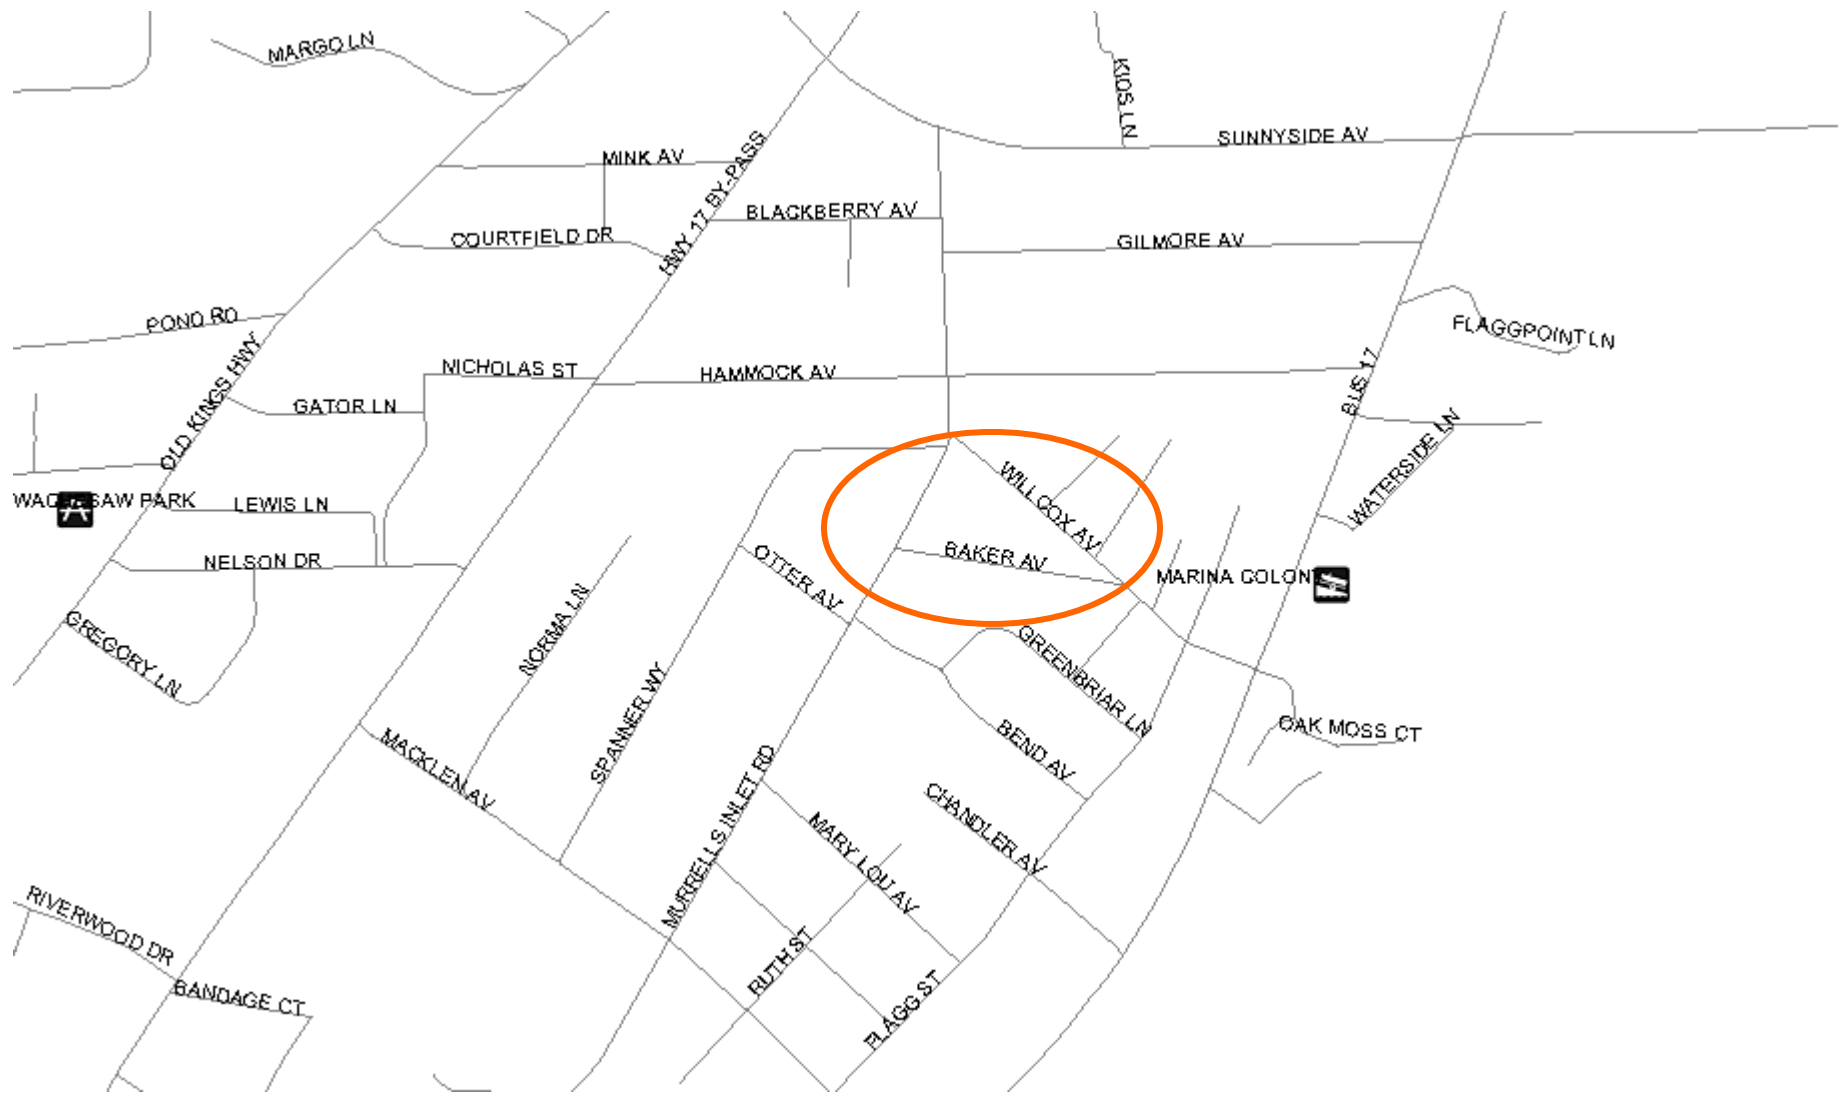 MARGO LN
KIDS LN
SUNNYSIDE AV
MINK AV
HWY 17 BY-PASS
BLACKBERRY AV
COURTFIELD DR
GILMORE AV
POND RD
FLAGGPOINT LN
OLD KINGS HWY
NICHOLAS ST
HAMMOCK AV
BUS 17
GATOR LN
WATERSIDE LN
WILLCOX AV
PARK
LEWIS LN
NELSON DR
OTTER AV
BAKER AV
MARINA COLON
NORMA LN
GREGORY LN
GREENBRIAR LN
SPANNER WY
BEND AV
OAK MOSS CT
MACKLEN AV
MURRELLS INLET RD
CHANDLER AV
MARY LOU AV
RIVERWOOD DR
RUTH ST
BANDAGE CT
FLAGG ST